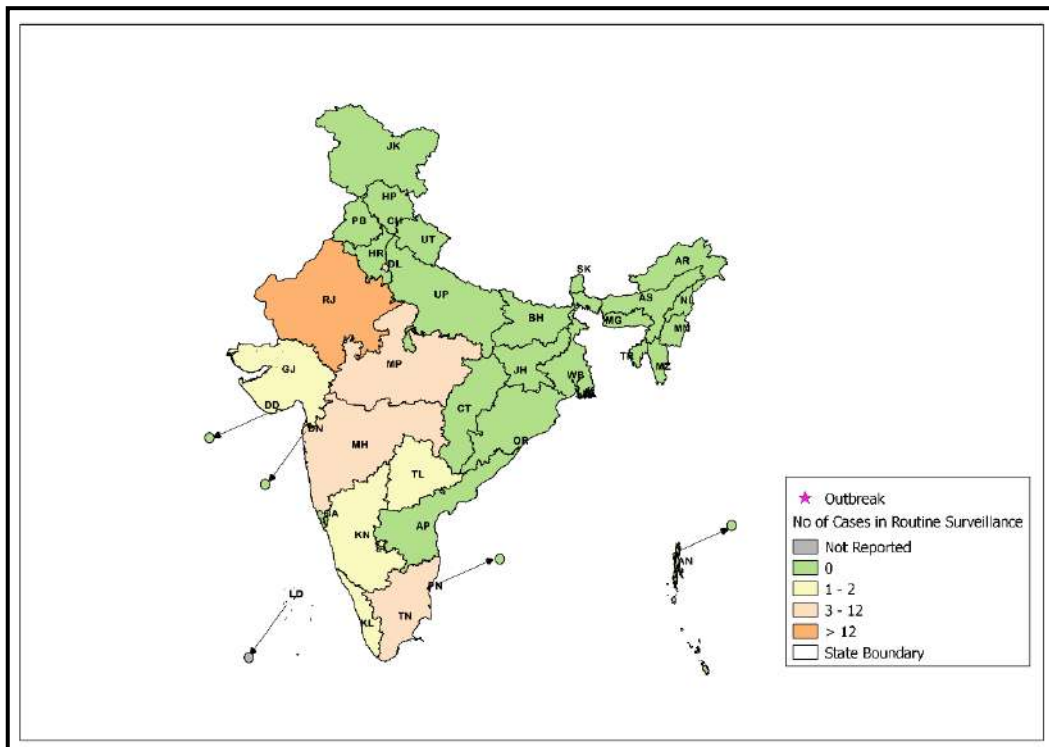 JK
HP
PB
CH
UT
HR
DL
AR
SK
RJ
UP
AS
NL
BH
MG
MN
MP
TR
MZ
GJ
JH
WB
CT
DD
DN
MH
OR
TL
GA
AP
KN
AN
PN
LD
TN
KL
Outbreak
No of Cases in Routine Surveillance
Not Reported
0
1 - 2
3 - 12
> 12
State Boundary